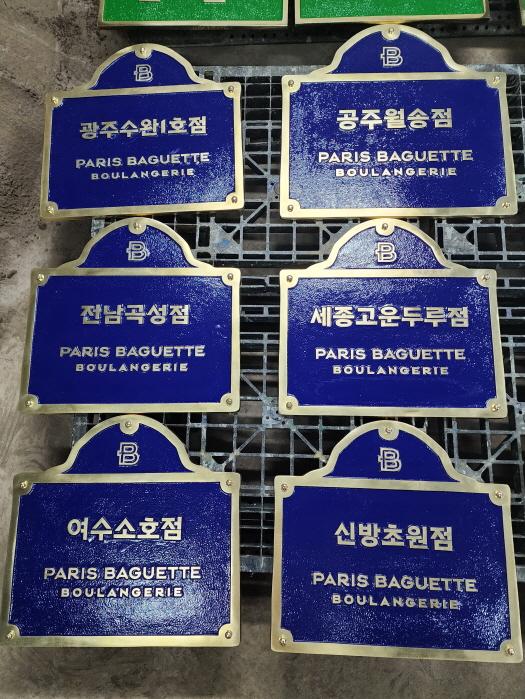 B
광주수완1호점
PARIS BAGUETTE
BOULANGERIE
B
공주월송점
PARIS BAGUETTE
BOULANGERIE
B
전남곡성점
PARIS BAGUETTE
BOULANGERIE
B
세종고운두루점
PARIS BAGUETTE
BOULANGERIE
B
여수소호점
PARIS BAGUETTE
BOULANGERIE
B
신방초원점
PARIS BAGUETTE
BOULANGERIE